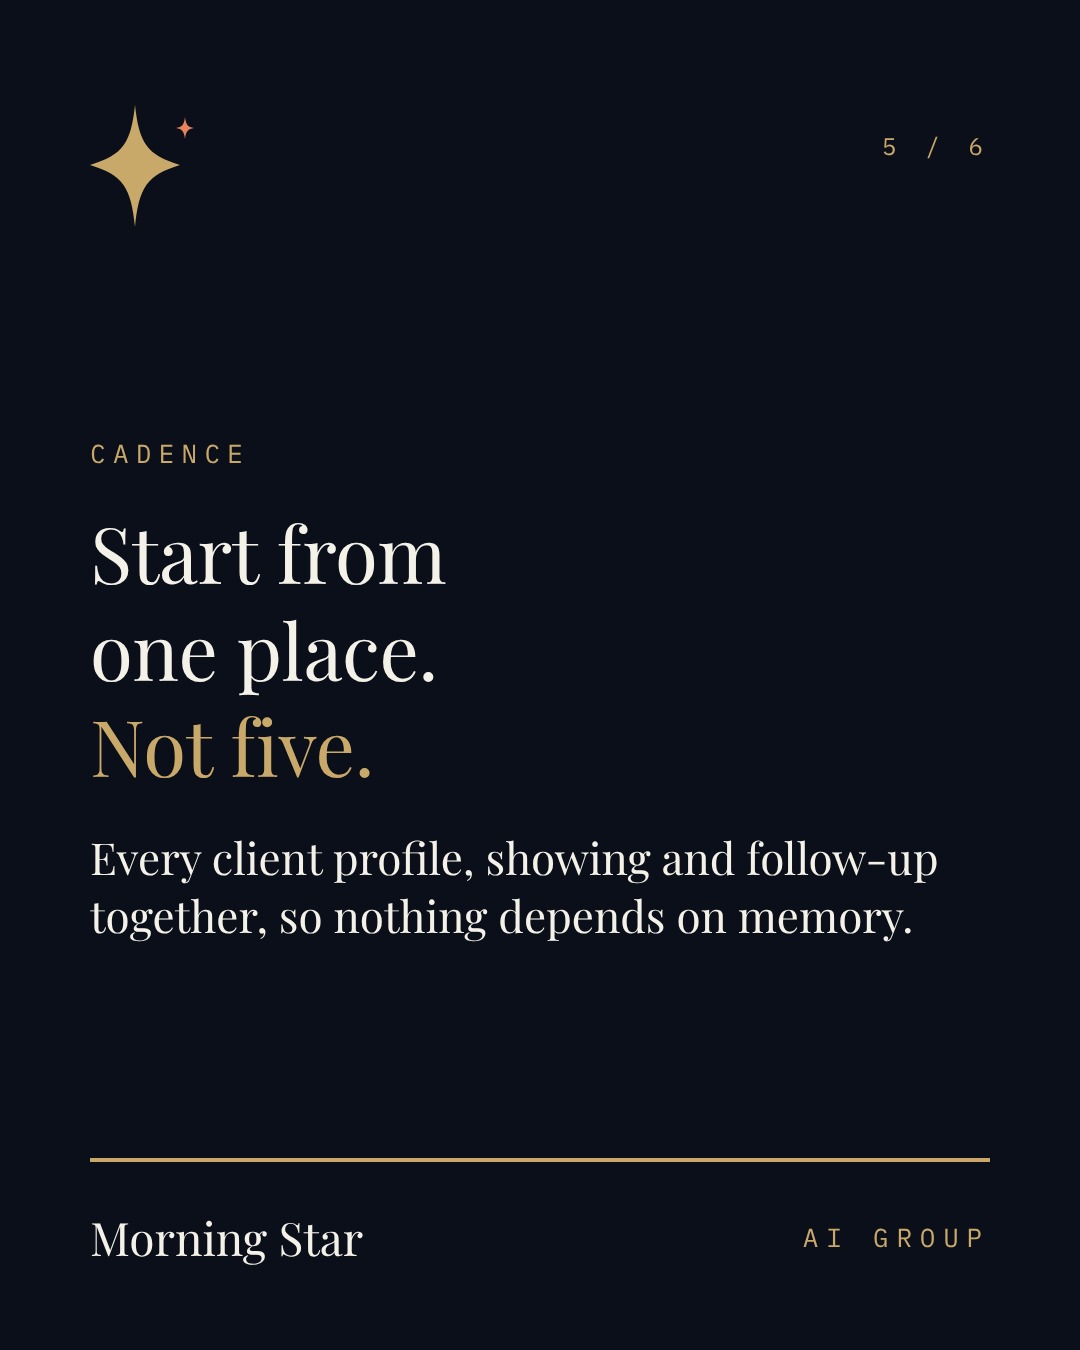 5 / 6
CADENCE
Start from
one place.
Not five.
Every client profile, showing and follow-up
together, so nothing depends on memory.
Morning Star
AI GROUP